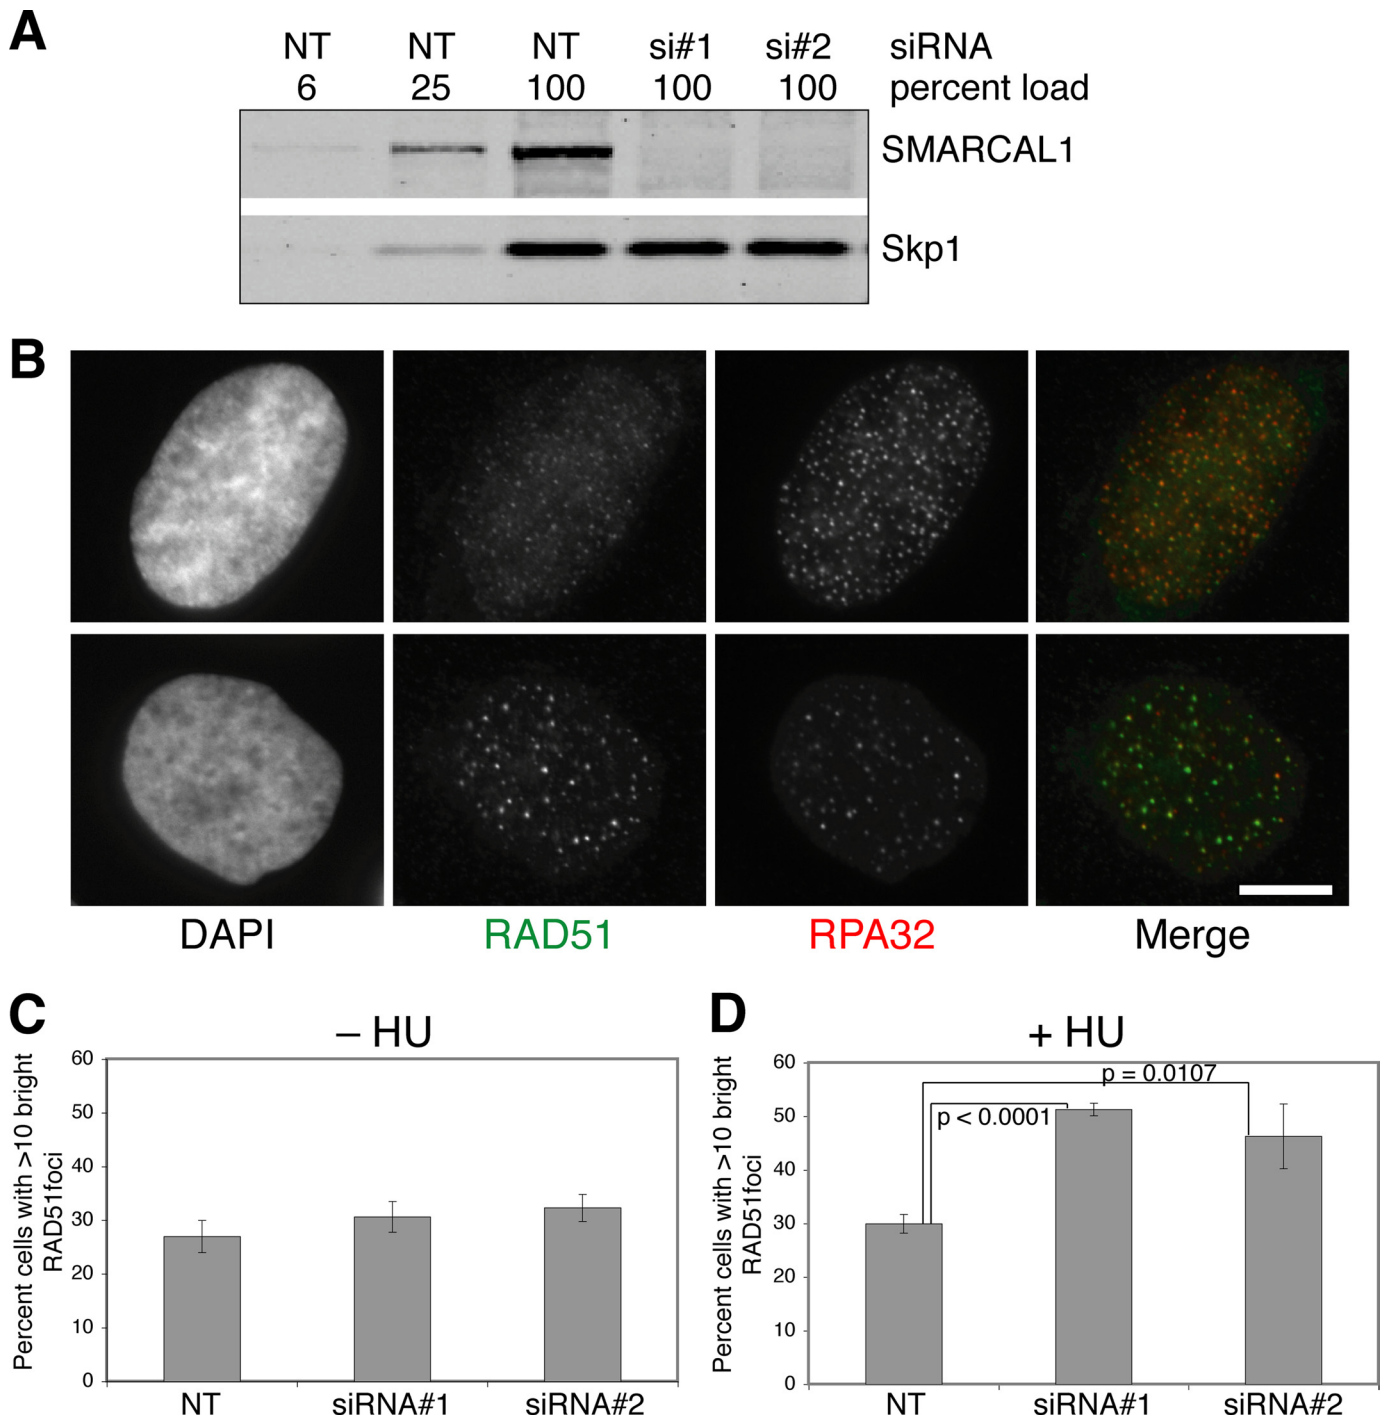 A
NT NT NT si#1 si#2 siRNA
6 25 100 100 100 percent load
SMARCAL1
Skp1
B
DAPI RAD51 RPA32 Merge
C
– HU
Percent cells with >10 bright
RAD51foci
60
50
40
30
20
10
0
NT siRNA#1 siRNA#2
D
+ HU
Percent cells with >10 bright
RAD51foci
60
50
40
30
20
10
0
p = 0.0107
p < 0.0001
NT siRNA#1 siRNA#2